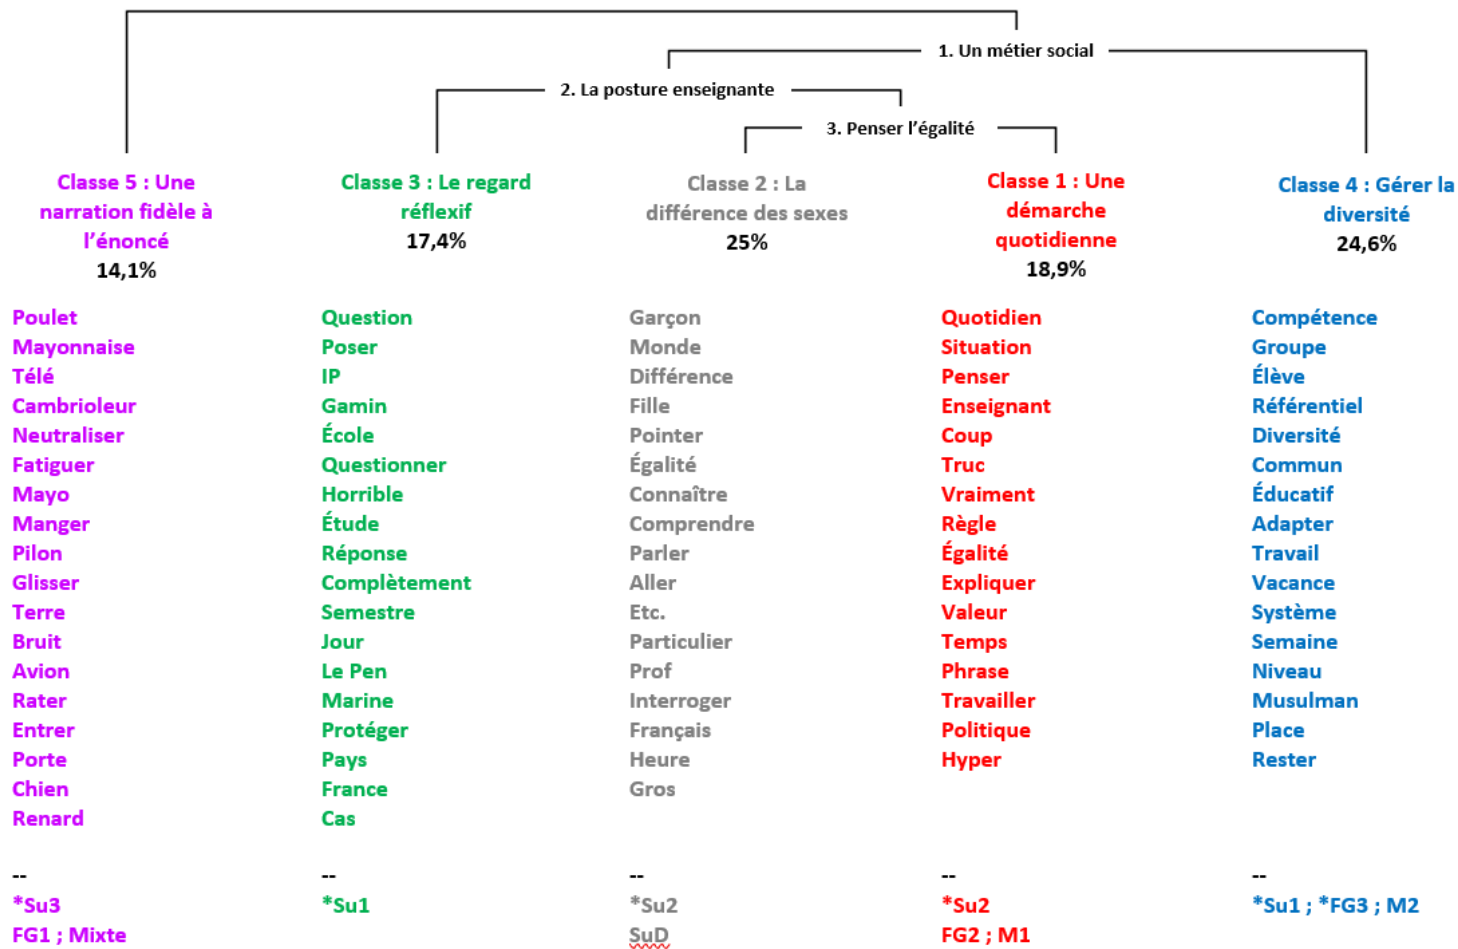 1. Un métier social
2. La posture enseignante
3. Penser l’égalité
Classe 5 : Une
narration fidèle à
l’énoncé
14,1%
Poulet
Mayonnaise
Télé
Cambrioleur
Neutraliser
Fatiguer
Mayo
Manger
Pilon
Glisser
Terre
Bruit
Avion
Rater
Entrer
Porte
Chien
Renard
--
*Su3
FG1 ; Mixte
Classe 3 : Le regard
réflexif
17,4%
Question
Poser
IP
Gamin
École
Questionner
Horrible
Étude
Réponse
Complètement
Semestre
Jour
Le Pen
Marine
Protéger
Pays
France
Cas
--
*Su1
Classe 2 : La
différence des sexes
25%
Garçon
Monde
Différence
Fille
Pointer
Égalité
Connaître
Comprendre
Parler
Aller
Etc.
Particulier
Prof
Interroger
Français
Heure
Gros
--
*Su2
SuD
Classe 1 : Une
démarche
quotidienne
18,9%
Quotidien
Situation
Penser
Enseignant
Coup
Truc
Vraiment
Règle
Égalité
Expliquer
Valeur
Temps
Phrase
Travailler
Politique
Hyper
--
*Su2
FG2 ; M1
Classe 4 : Gérer la
diversité
24,6%
Compétence
Groupe
Élève
Référentiel
Diversité
Commun
Éducatif
Adapter
Travail
Vacance
Système
Semaine
Niveau
Musulman
Place
Rester
--
*Su1 ; *FG3 ; M2